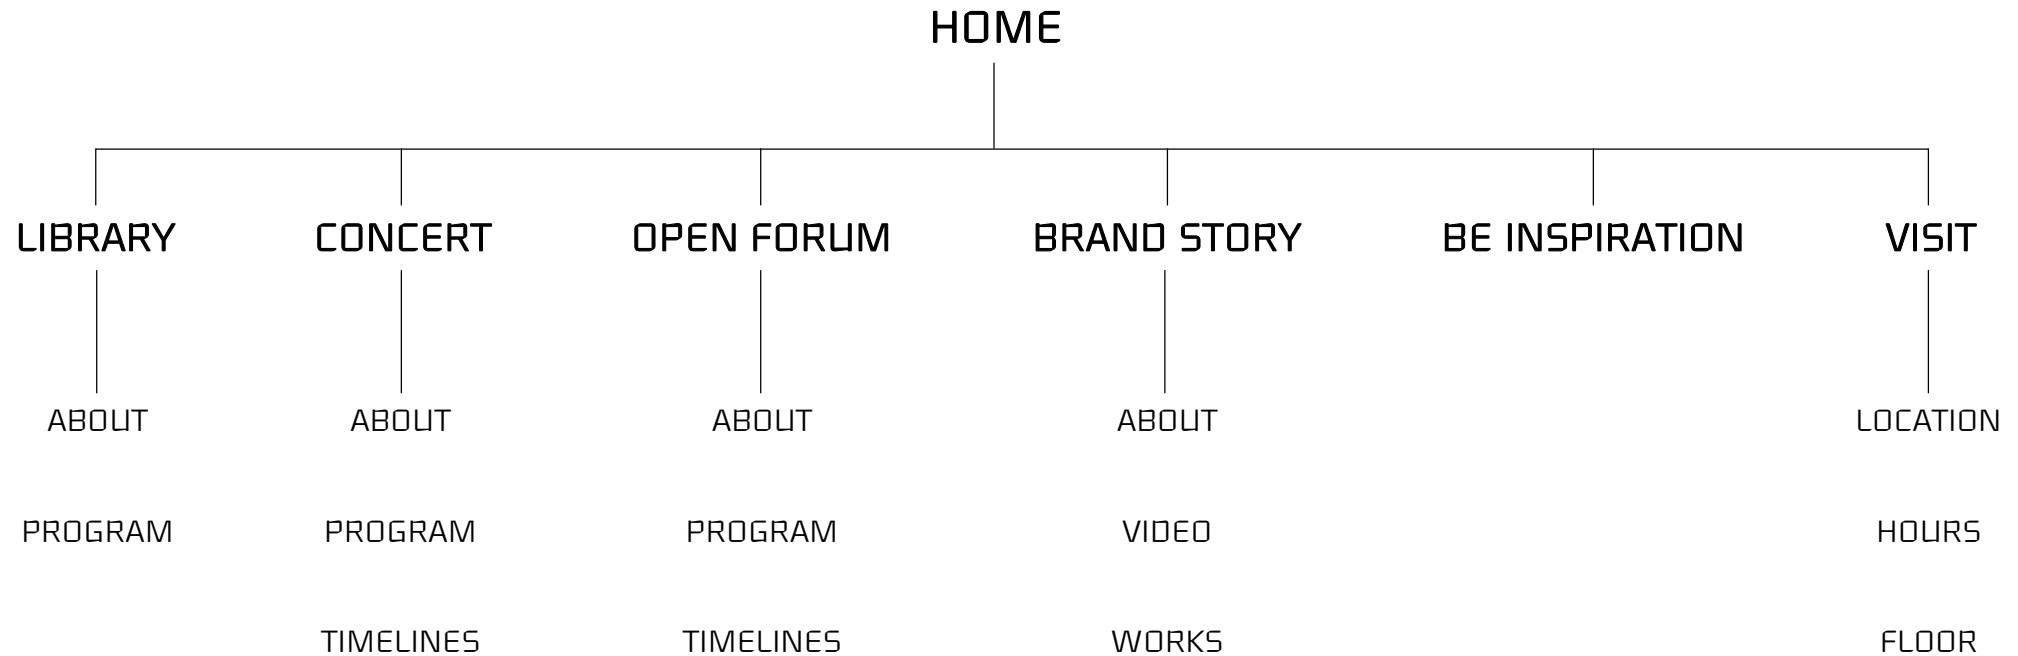 HOME
LIBRARY CONCERT OPEN FORUM BRAND STORY BE INSPIRATION VISIT
ABOUT ABOUT ABOUT ABOUT LOCATION
PROGRAM PROGRAM PROGRAM VIDEO HOURS
TIMELINES TIMELINES WORKS FLOOR